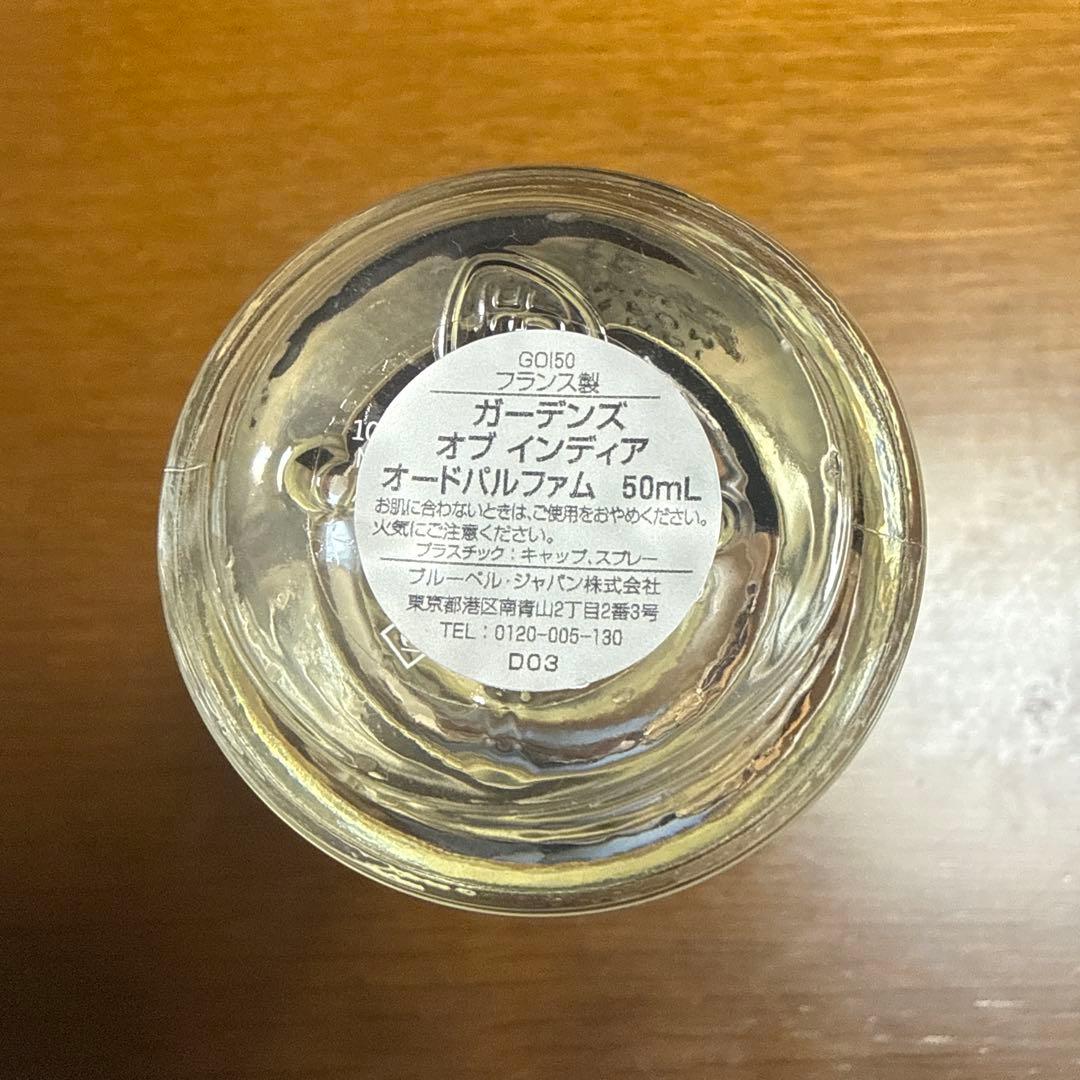 GOI50
フランス製
ガーデンズ
オブ インディア
オードパルファム 50mL
お肌に合わないときは、ご使用をおやめください。
火気にご注意ください。
プラスチック：キャップ、スプレー
ブルーベル・ジャパン株式会社
東京都港区南青山2丁目2番3号
TEL：0120-005-130
D03